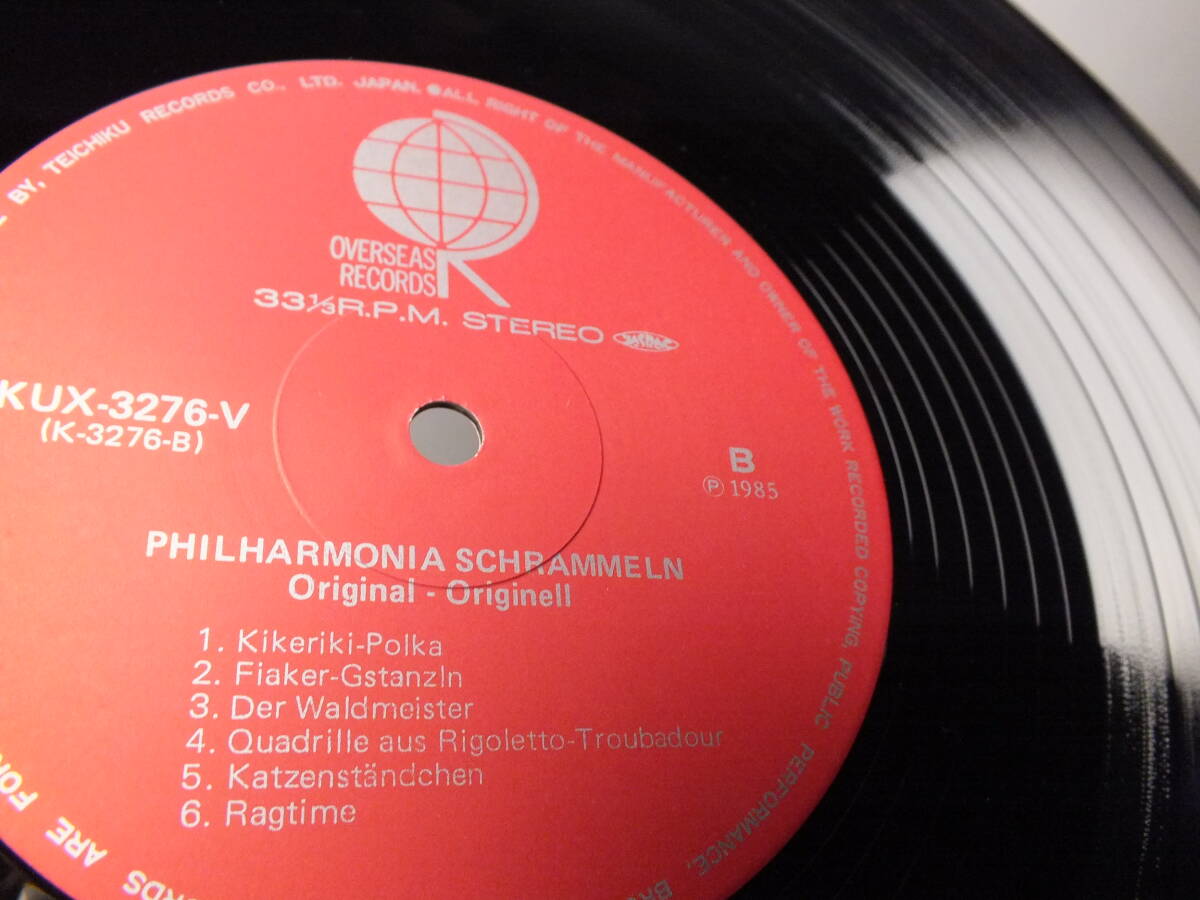 BY, TEICHIKU RECORDS CO., LTD. JAPAN. ●ALL RIGHT OF THE MANUFACTURER AND OWNER OF THE WORK RECORDED COPYING, PUBLIC PERFORMANCE,
OVERSEAS
RECORDS
R
33⅓R.P.M. STEREO
JASRAC
KUX-3276-V
(K-3276-B)
B
Ⓟ 1985
PHILHARMONIA SCHRAMMELN
Original - Originell
1. Kikeriki-Polka
2. Fiaker-Gstanzln
3. Der Waldmeister
4. Quadrille aus Rigoletto-Troubadour
5. Katzenständchen
6. Ragtime
ARE FOR